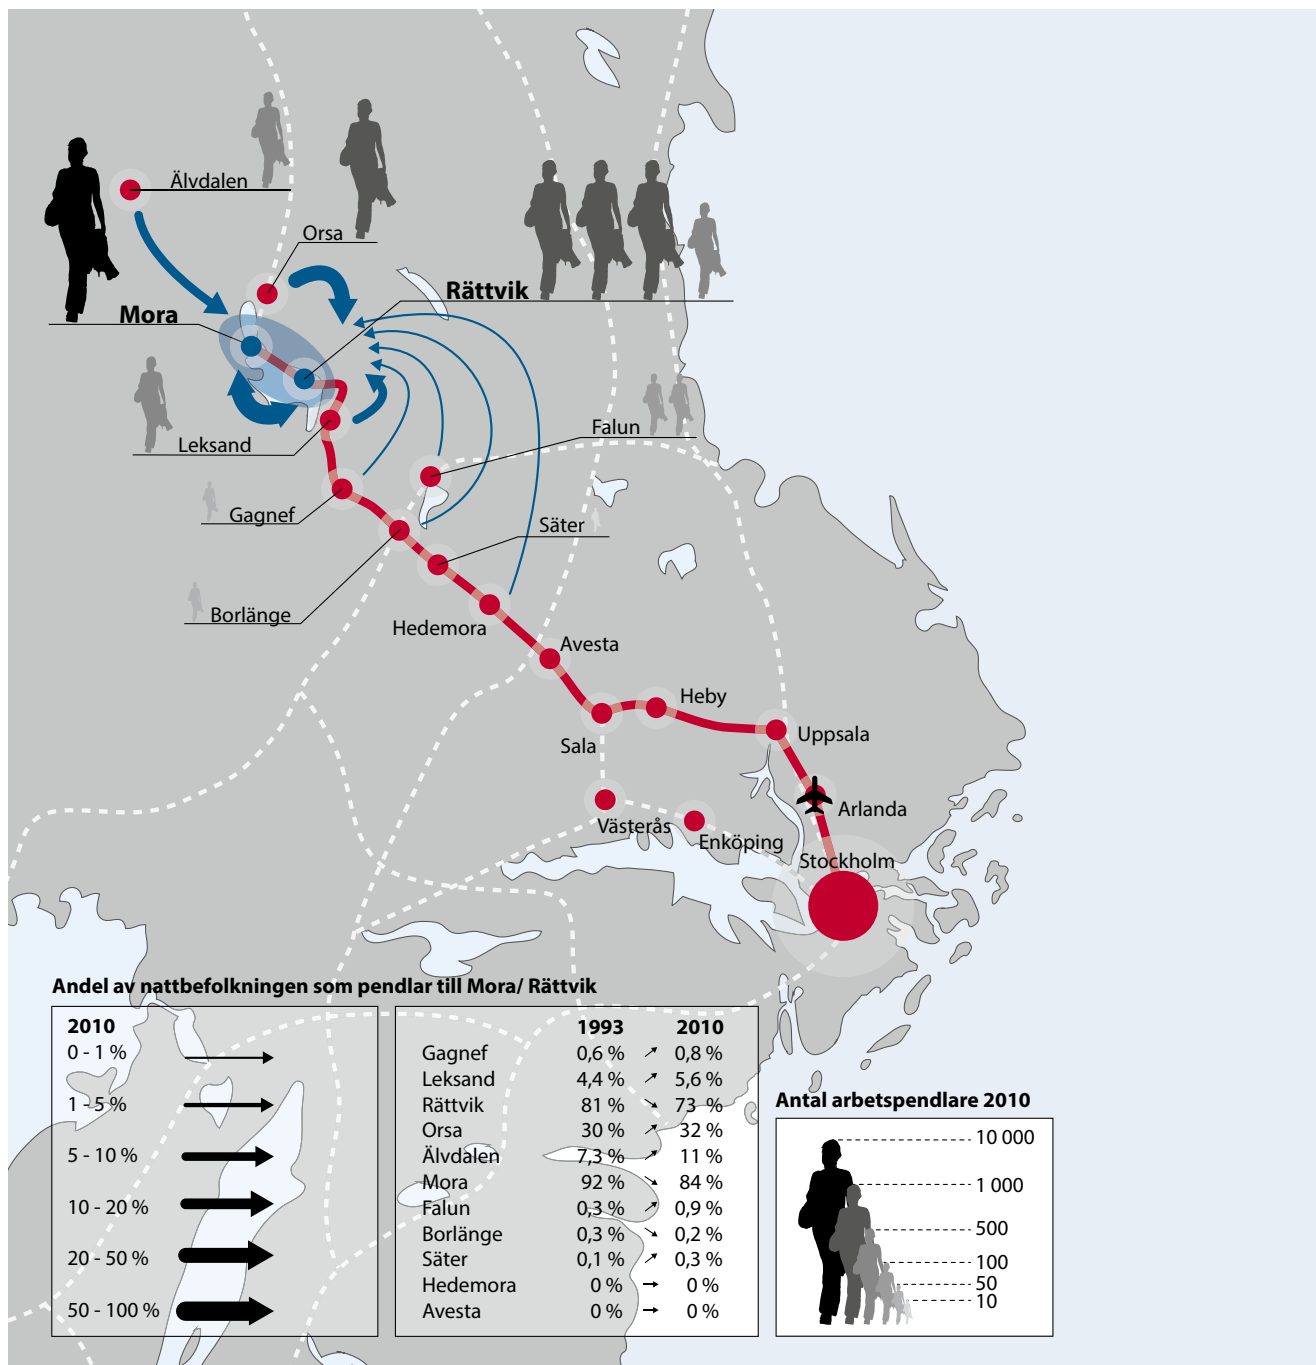 Älvdalen
Orsa
Rättvik
Mora
Falun
Leksand
Gagnef
Säter
Borlänge
Hedemora
Avesta
Heby
Sala
Uppsala
Arlanda
Västerås
Enköping
Stockholm
Andel av nattbefolkningen som pendlar till Mora/ Rättvik
2010
0 - 1 %
1 - 5 %
5 - 10 %
10 - 20 %
20 - 50 %
50 - 100 %
1993 2010
Gagnef 0,6 % 0,8 %
Leksand 4,4 % 5,6 %
Rättvik 81 % 73 %
Orsa 30 % 32 %
Älvdalen 7,3 % 11 %
Mora 92 % 84 %
Falun 0,3 % 0,9 %
Borlänge 0,3 % 0,2 %
Säter 0,1 % 0,3 %
Hedemora 0 % 0 %
Avesta 0 % 0 %
Antal arbetspendlare 2010
10 000
1 000
500
100
50
10